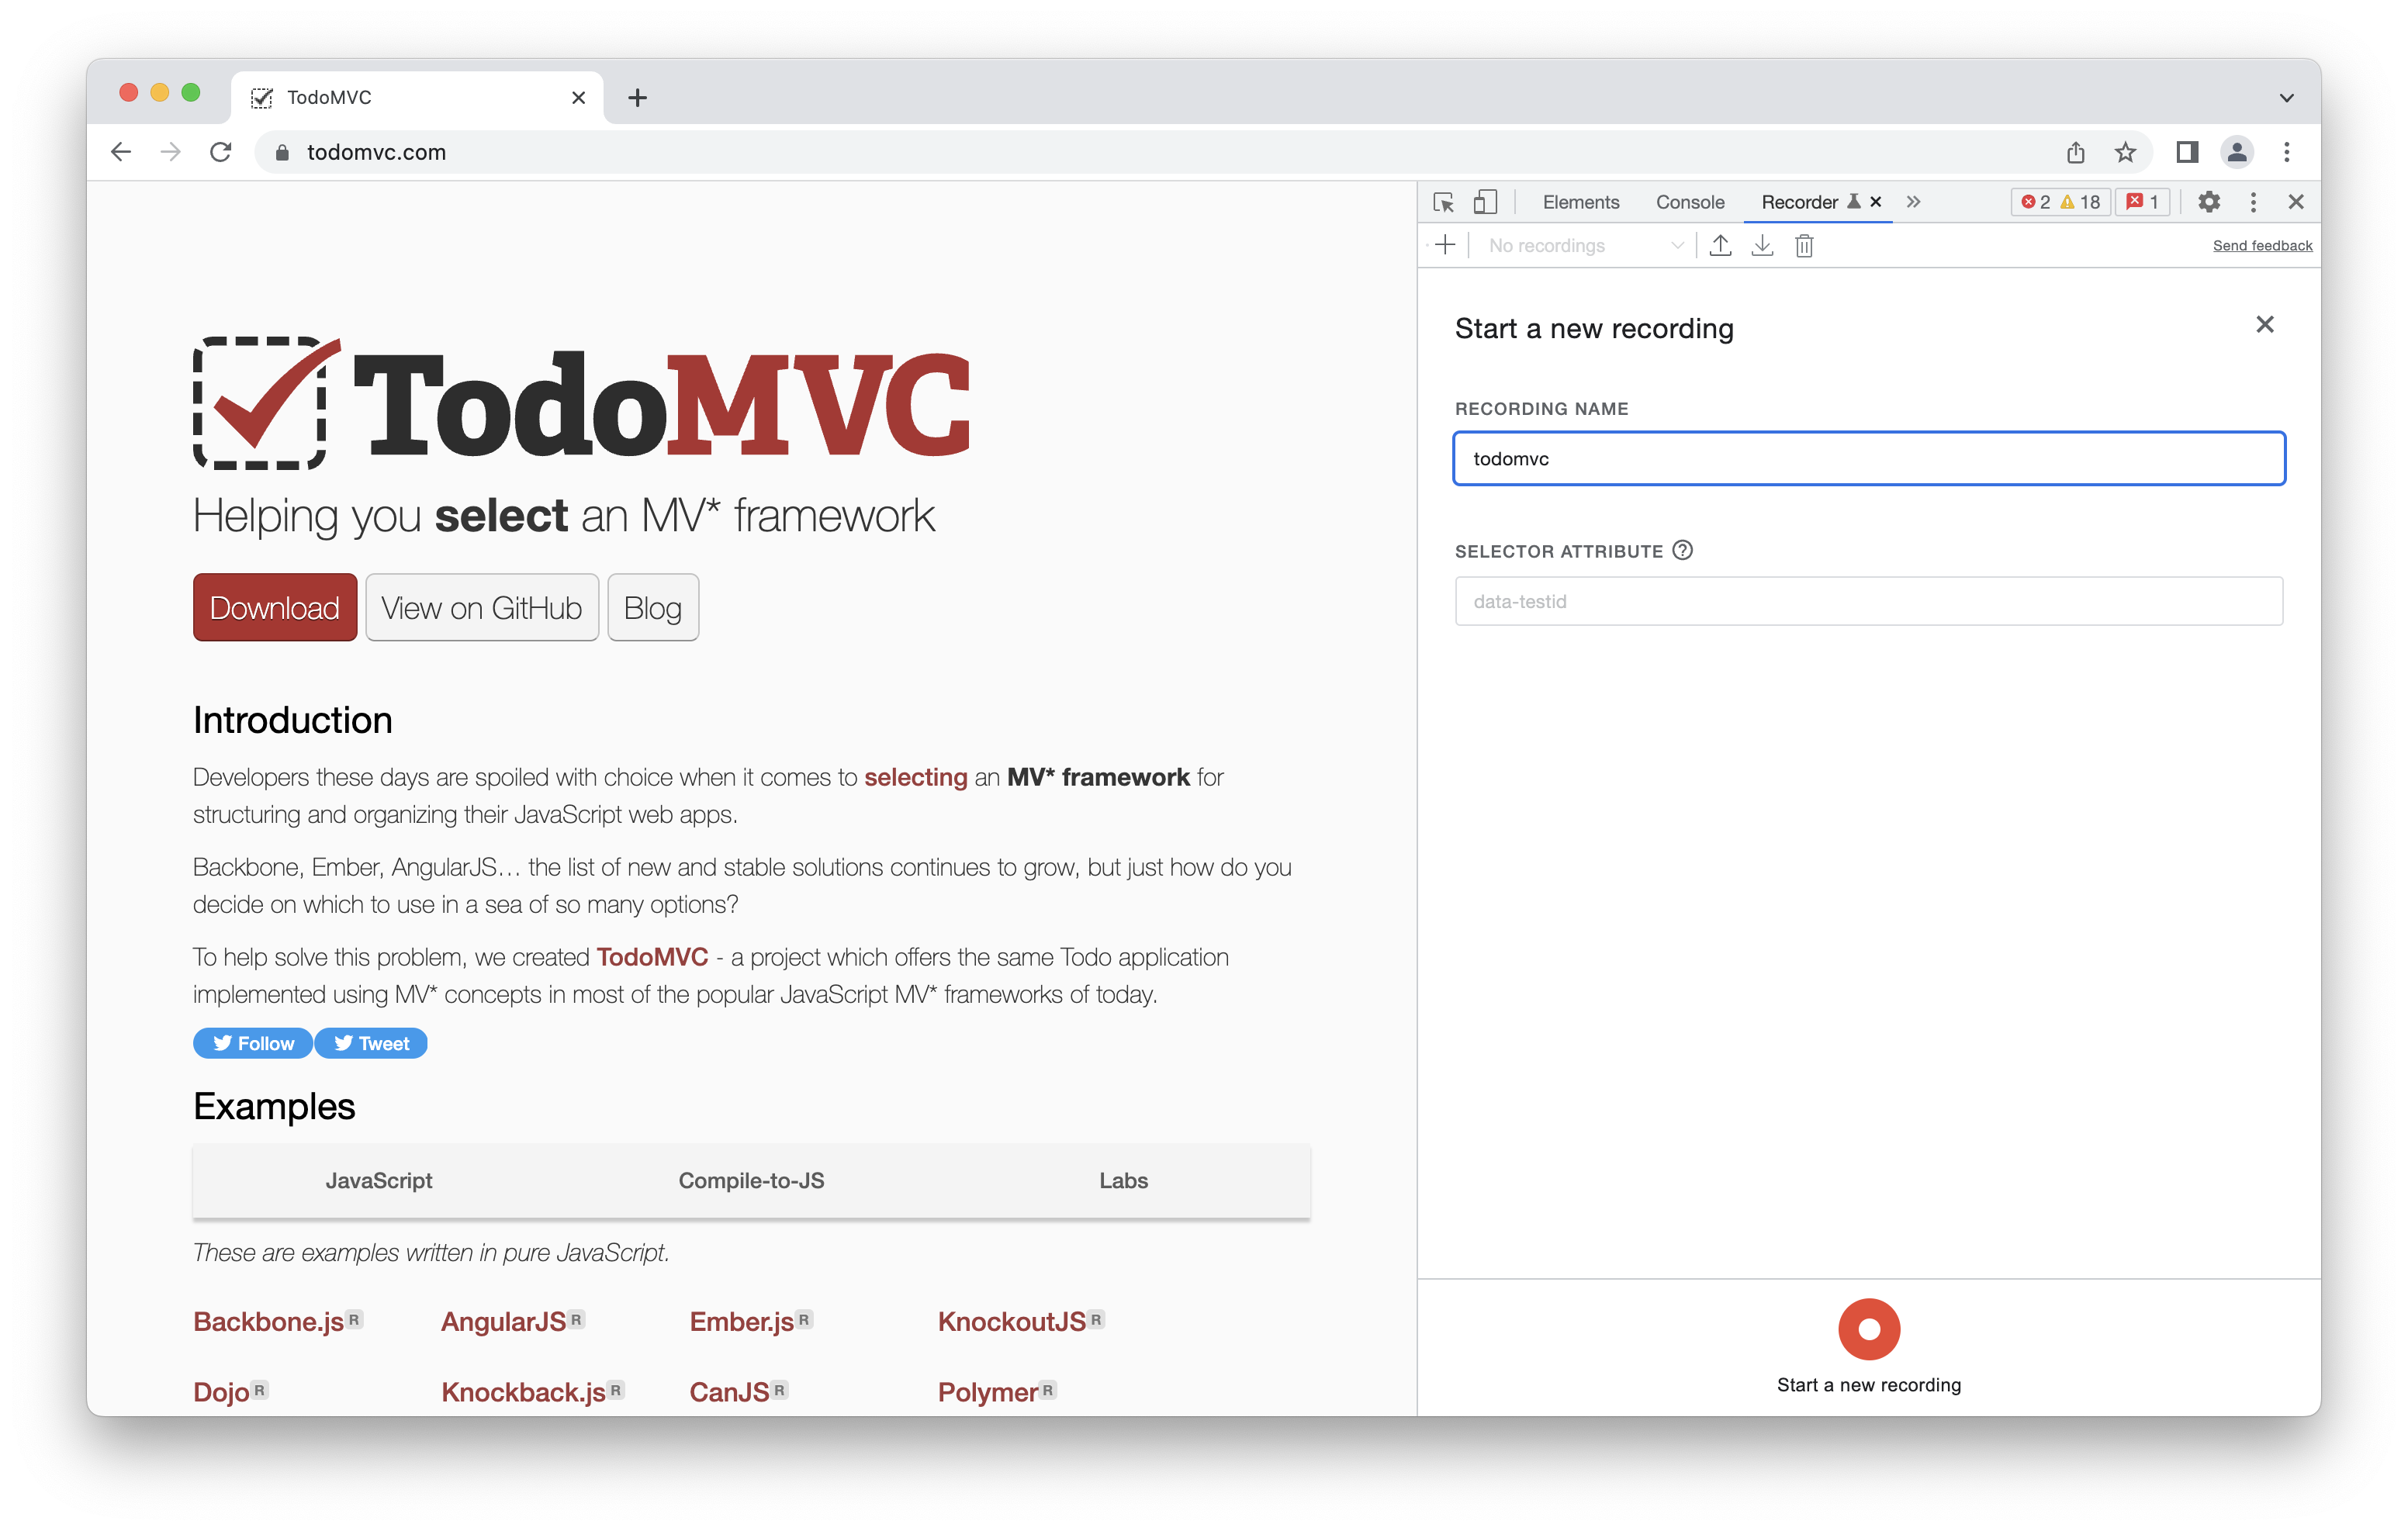 TodoMVC
todomvc.com
Elements Console Recorder 2 18 1
No recordings Send feedback
TodoMVC
Helping you select an MV* framework
Download View on GitHub Blog
Introduction
Developers these days are spoiled with choice when it comes to selecting an MV* framework for
structuring and organizing their JavaScript web apps.
Backbone, Ember, AngularJS… the list of new and stable solutions continues to grow, but just how do you
decide on which to use in a sea of so many options?
To help solve this problem, we created TodoMVC - a project which offers the same Todo application
implemented using MV* concepts in most of the popular JavaScript MV* frameworks of today.
Follow Tweet
Examples
JavaScript Compile-to-JS Labs
These are examples written in pure JavaScript.
Backbone.js R AngularJS R Ember.js R KnockoutJS R
Dojo R Knockback.js R CanJS R Polymer R
Start a new recording
RECORDING NAME
todomvc
SELECTOR ATTRIBUTE ?
data-testid
Start a new recording